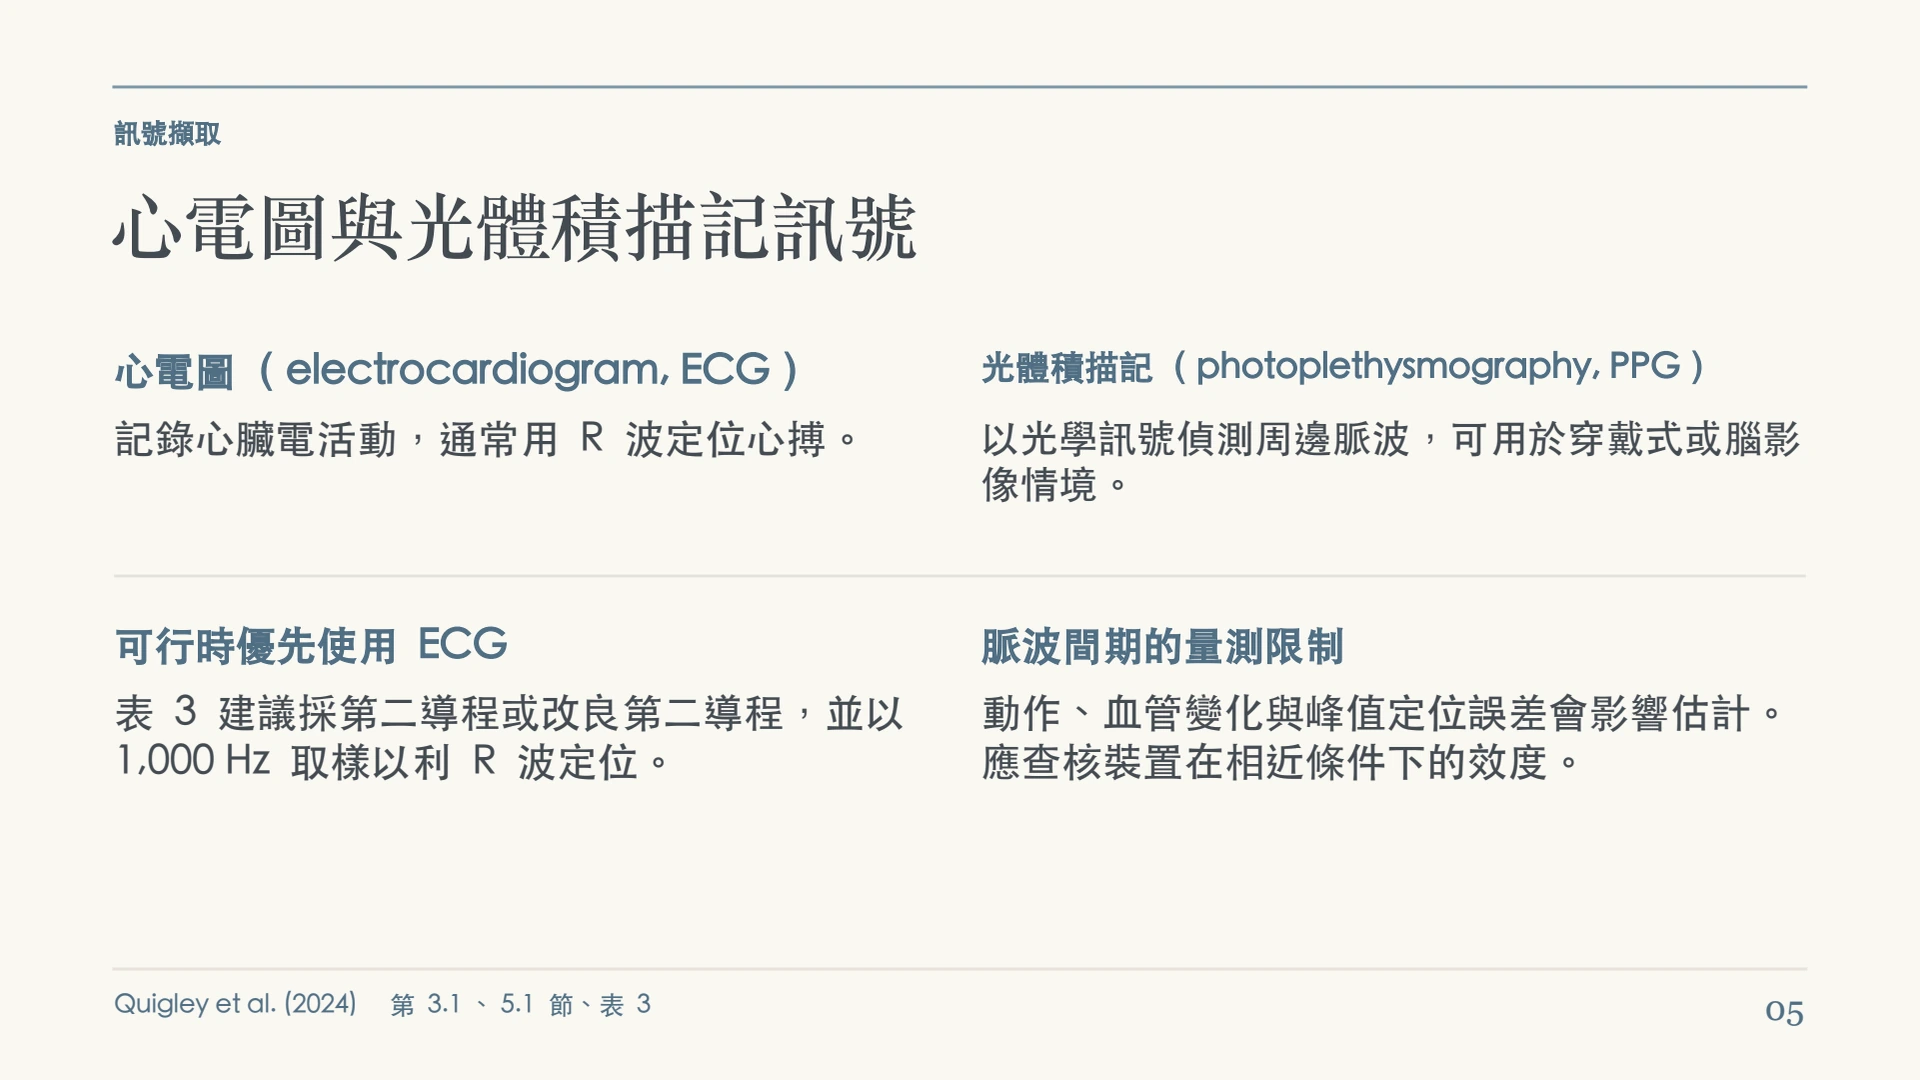 訊號擷取
心電圖與光體積描記訊號
心電圖（electrocardiogram, ECG）
記錄心臟電活動，通常用 R 波定位心搏。
光體積描記（photoplethysmography, PPG）
以光學訊號偵測周邊脈波，可用於穿戴式或腦影
像情境。
可行時優先使用 ECG
表 3 建議採第二導程或改良第二導程，並以
1,000 Hz 取樣以利 R 波定位。
脈波間期的量測限制
動作、血管變化與峰值定位誤差會影響估計。
應查核裝置在相近條件下的效度。
Quigley et al. (2024) 第 3.1、5.1 節、表 3
05